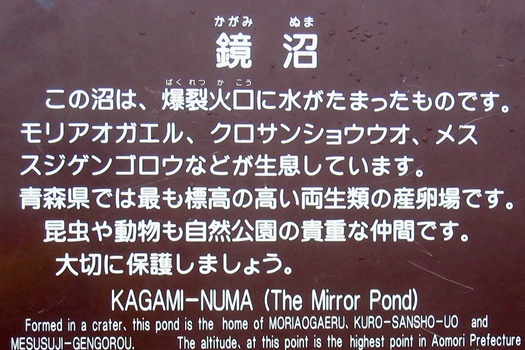 かがみ ぬま
鏡沼
ばくれつかこう
この沼は、爆裂火口に水がたまったものです。
モリアオガエル、クロサンショウウオ、メス
スジゲンゴロウなどが生息しています。
青森県では最も標高の高い両生類の産卵場です。
昆虫や動物も自然公園の貴重な仲間です。
大切に保護しましょう。
KAGAMI-NUMA (The Mirror Pond)
Formed in a crater, this pond is the home of MORIAOGAERU, KURO-SANSHO-UO and
MESUSUJI-GENGOROU. The altitude, at this point is the highest point in Aomori Prefecture